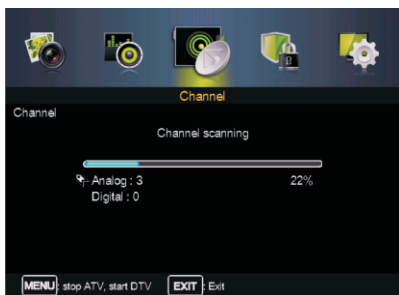 Channel
Channel
Channel scanning
Analog : 3 22%
Digital : 0
MENU : stop ATV, start DTV EXIT : Exit